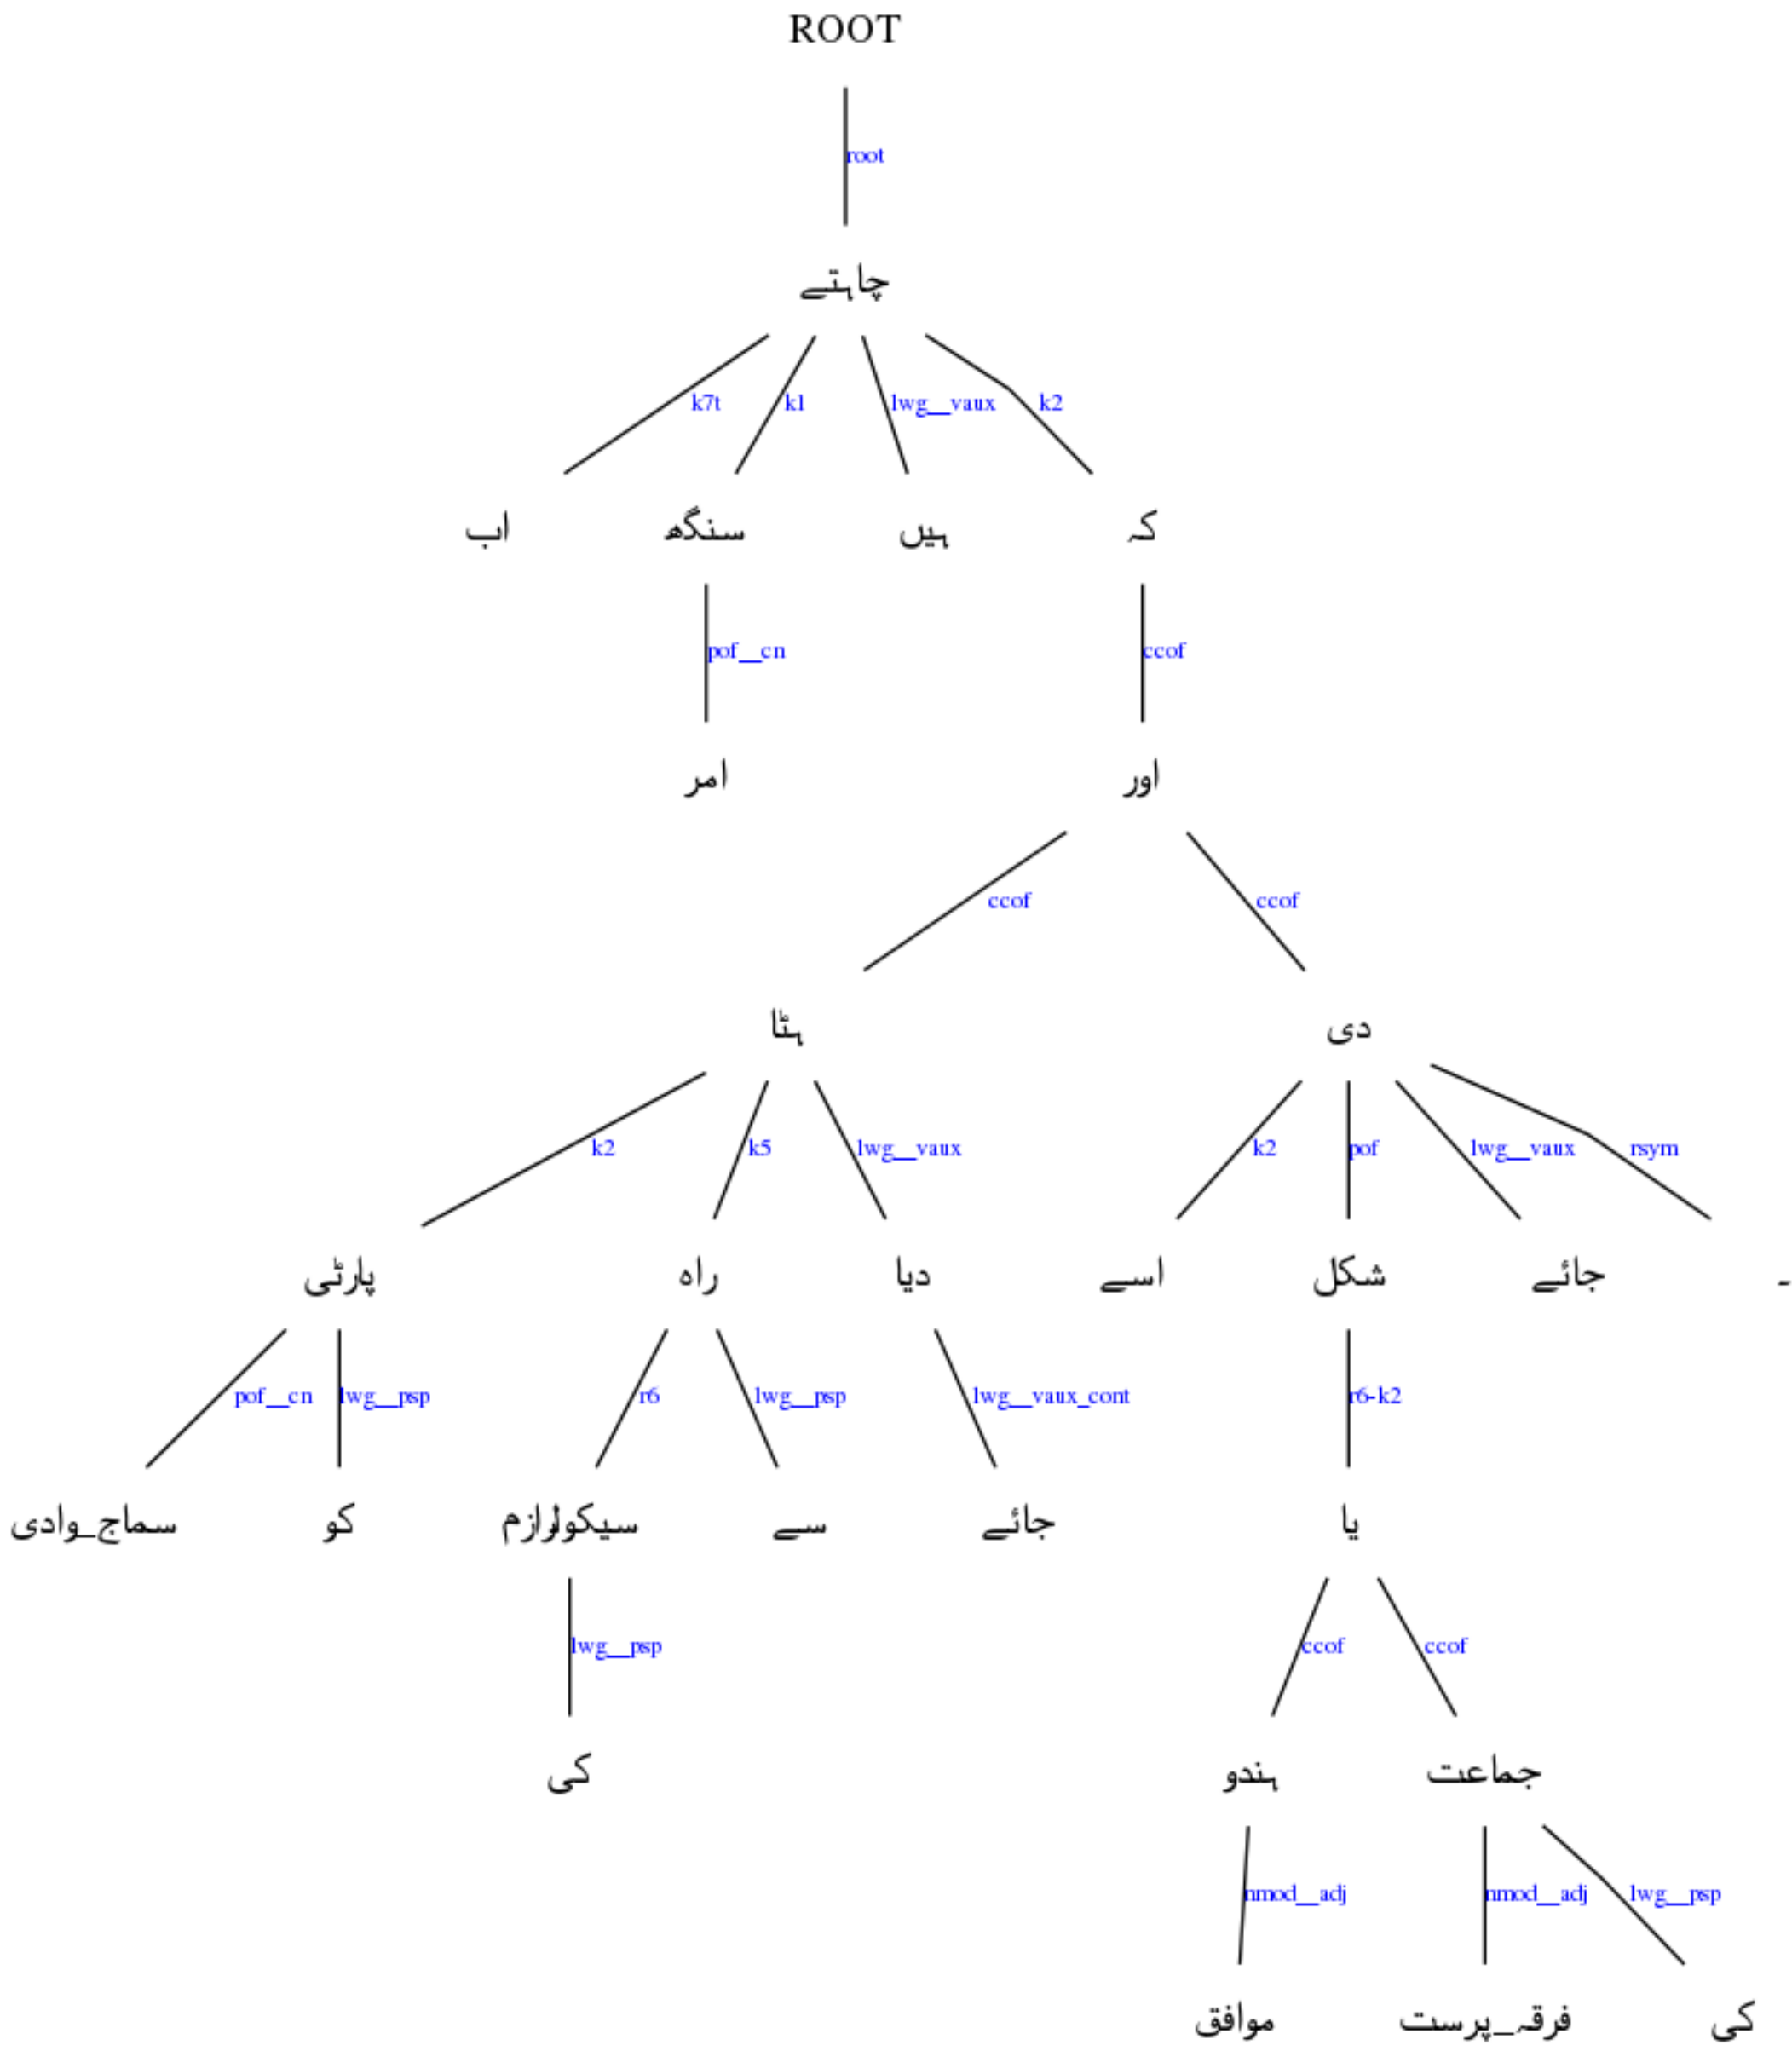 ROOT
root
چاہتے
k7t k1 lwg__vaux k2
اب سنگھ ہیں کہ
pof__cn ccof
امر اور
ccof ccof
ہٹا دی
k2 k5 lwg__vaux k2 pof lwg__vaux rsym
پارٹی راہ دیا اسے شکل جائے ۔
pof__cn lwg__psp r6 lwg__psp lwg__vaux_cont r6-k2
سماج_وادی کو سیکولرازم سے جائے یا
lwg__psp ccof ccof
کی ہندو جماعت
nmod__adj nmod__adj lwg__psp
موافق فرقہ_پرست کی